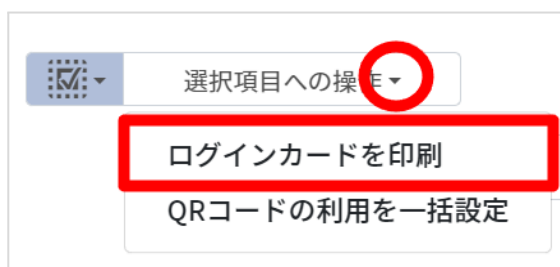 選択項目への操作
ログインカードを印刷
QRコードの利用を一括設定